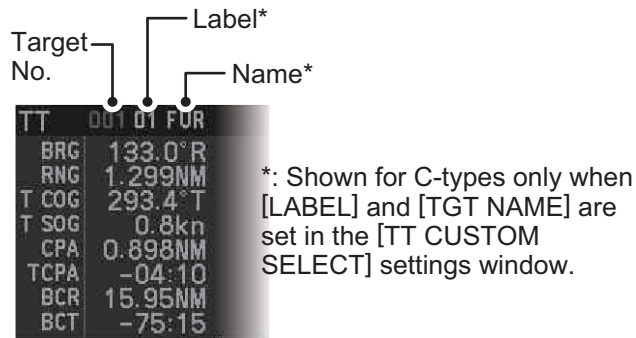 Label*
Target
No.
Name*
TT 001 01 FUR
BRG 133.0°R
RNG 1.299NM
T COG 293.4°T
T SOG 0.8kn
CPA 0.898NM
TCPA -04:10
BCR 15.95NM
BCT -75:15
*: Shown for C-types only when
[LABEL] and [TGT NAME] are
set in the [TT CUSTOM
SELECT] settings window.